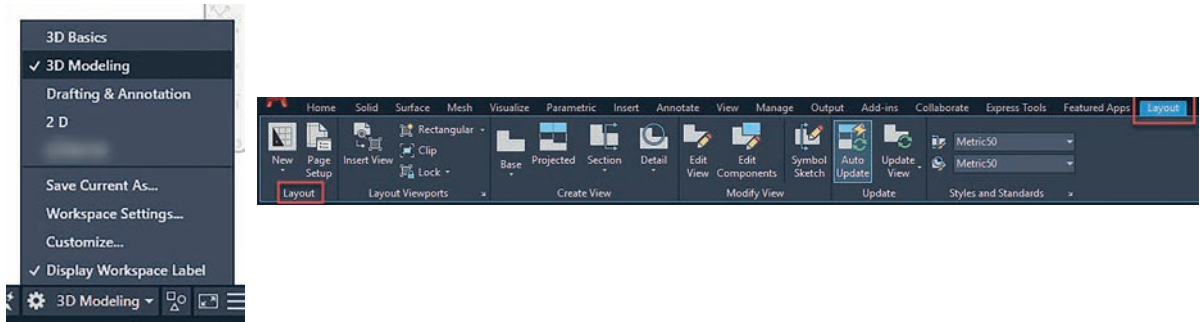 3D Basics
3D Modeling
Drafting & Annotation
2 D
Save Current As...
Workspace Settings...
Customize...
Display Workspace Label
3D Modeling
Home Solid Surface Mesh Visualize Parametric Insert Annotate View Manage Output Add-ins Collaborate Express Tools Featured Apps Layout
Rectangular
Metric50
Clip
New Page Setup Insert View Base Projected Section Detail Edit View Edit Components Symbol Sketch Auto Update Update View
Lock
Metric50
Layout Layout Viewports Create View Modify View Update Styles and Standards